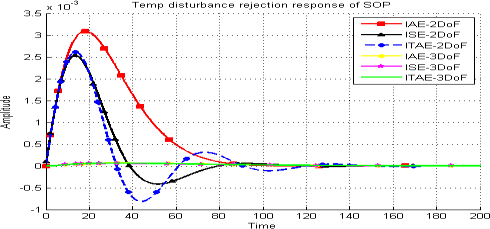 Temp disturbance rejection response of SOP
x 10⁻³
3.5
3
2.5
2
1.5
1
0.5
0
-0.5
-1
Amplitude
IAE-2DoF
ISE-2DoF
ITAE-2DoF
IAE-3DoF
ISE-3DoF
ITAE-3DoF
0 20 40 60 80 100 120 140 160 180 200
Time